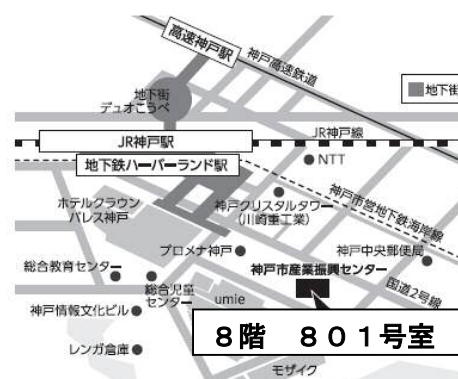 高速神戸駅
神戸高速鉄道
地下街
デュオこうべ
地下街
JR神戸駅
JR神戸線
地下鉄ハーバーランド駅
NTT
神戸市営地下鉄海岸線
ホテルクラウン
パレス神戸
神戸クリスタルタワー
(川崎重工業)
プロメナ神戸
神戸中央郵便局
総合教育センター
神戸市産業振興センター
総合児童
センター
umie
国道2号線
神戸情報文化ビル
8階 801号室
レンガ倉庫
モザイク